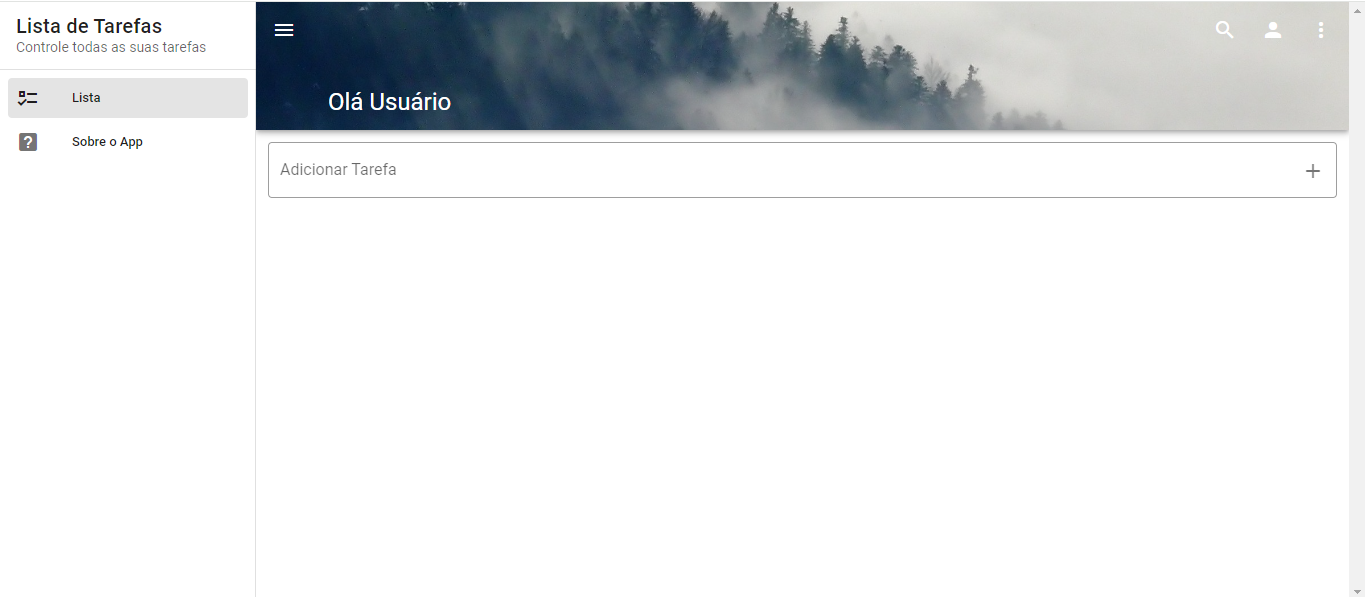 Lista de Tarefas
Controle todas as suas tarefas
Lista
Sobre o App
Olá Usuário
Adicionar Tarefa